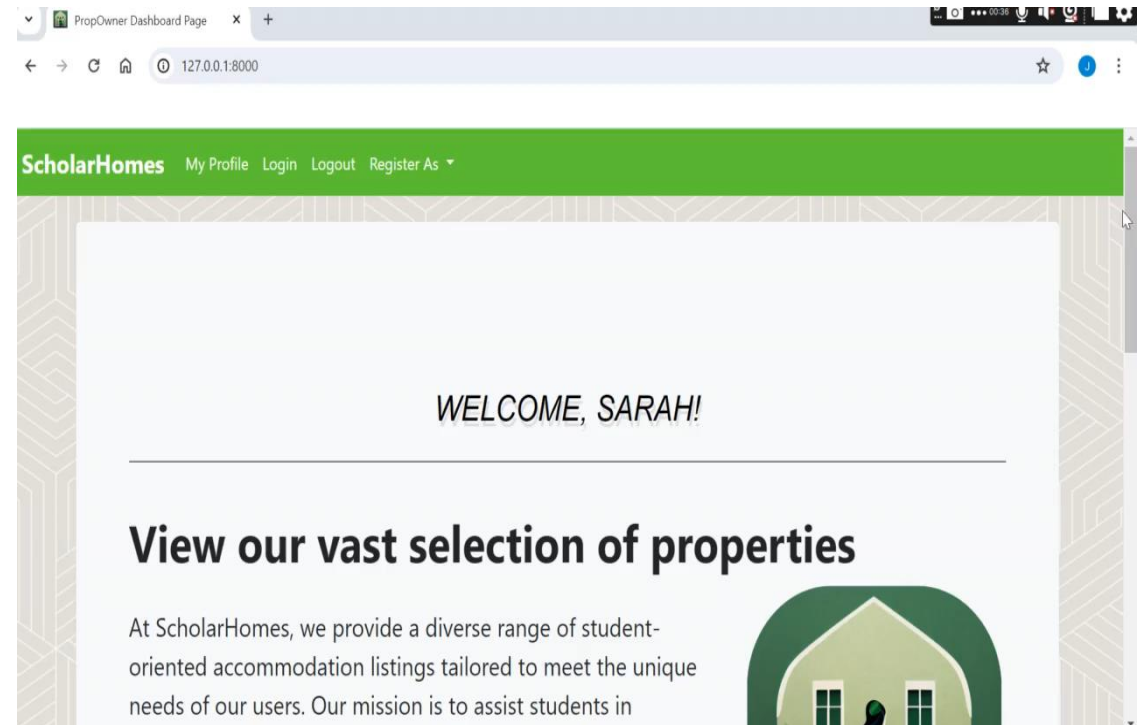 PropOwner Dashboard Page
00:36
127.0.0.1:8000
J
ScholarHomes My Profile Login Logout Register As
WELCOME, SARAH!
View our vast selection of properties
At ScholarHomes, we provide a diverse range of student-
oriented accommodation listings tailored to meet the unique
needs of our users. Our mission is to assist students in